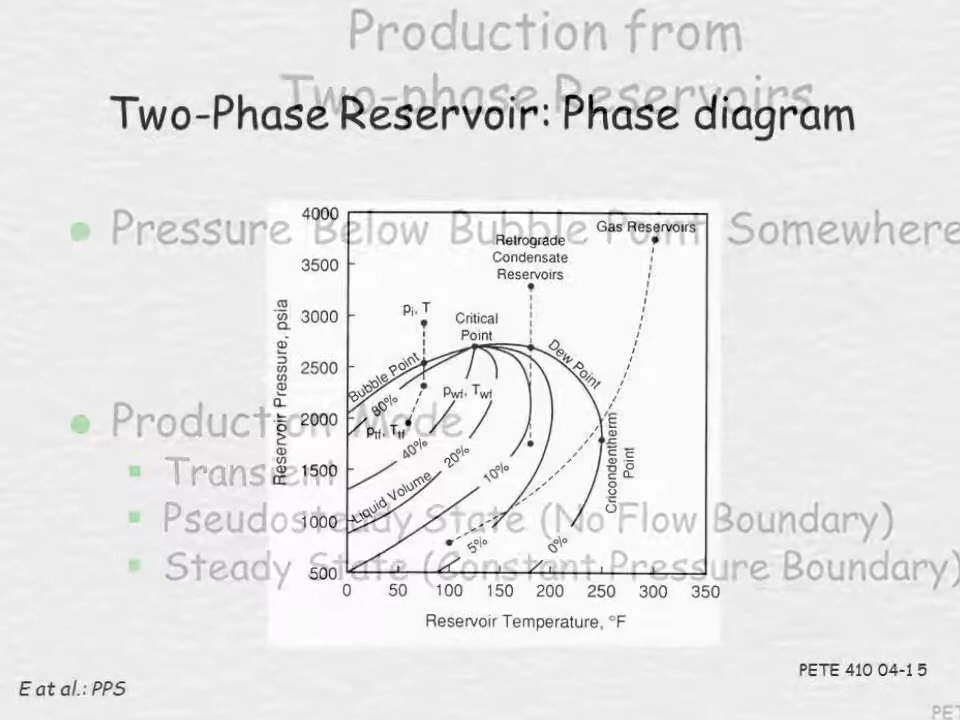 Production from
Two-phase Reservoirs
Two-Phase Reservoir: Phase diagram
Pressure Below Bubble Point Somewhere
4000
3500
3000
2500
2000
1500
1000
500
Reservoir Pressure, psia
Gas Reservoirs
Retrograde
Condensate
Reservoirs
pi, T
Critical
Point
Bubble Point
Dew Point
80%
pwf, Twf
ptf, Ttf
40%
20%
10%
Liquid Volume
5%
0%
Cricondentherm
Point
0 50 100 150 200 250 300 350
Reservoir Temperature, °F
Production Mode
Transient
Pseudosteady State (No Flow Boundary)
Steady State (Constant Pressure Boundary)
PETE 410 04-1 5
E at al.: PPS
PET